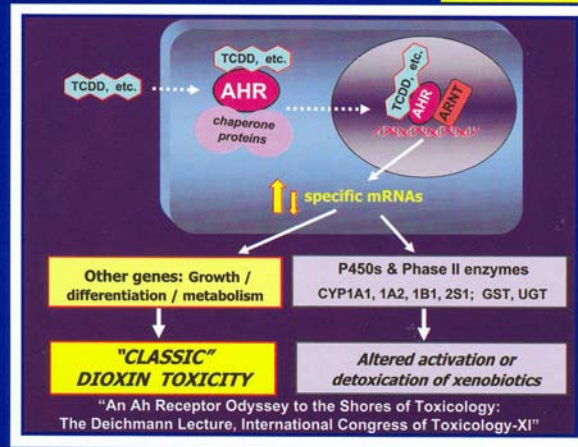 TCDD, etc.
TCDD, etc.
AHR
chaperone
proteins
TCDD, etc.
AHR
ARNT
specific mRNAs
Other genes: Growth /
differentiation / metabolism
P450s & Phase II enzymes
CYP1A1, 1A2, 1B1, 2S1; GST, UGT
"CLASSIC"
DIOXIN TOXICITY
Altered activation or
detoxication of xenobiotics
"An Ah Receptor Odyssey to the Shores of Toxicology:
The Deichmann Lecture, International Congress of Toxicology-XI"